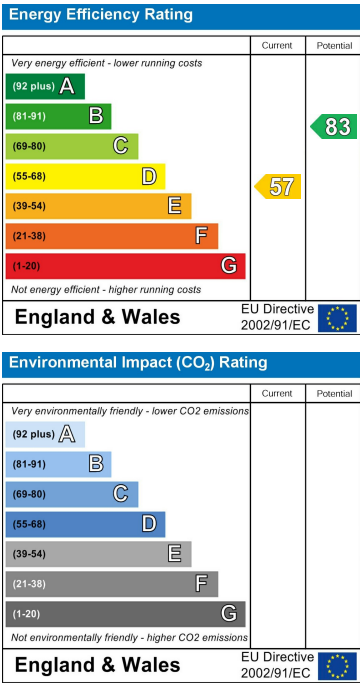 Energy Efficiency Rating
Current Potential
Very energy efficient - lower running costs
(92 plus) A
(81-91) B
83
(69-80) C
(55-68) D
57
(39-54) E
(21-38) F
(1-20) G
Not energy efficient - higher running costs
England & Wales
EU Directive
2002/91/EC
Environmental Impact (CO₂) Rating
Current Potential
Very environmentally friendly - lower CO2 emissions
(92 plus) A
(81-91) B
(69-80) C
(55-68) D
(39-54) E
(21-38) F
(1-20) G
Not environmentally friendly - higher CO2 emissions
England & Wales
EU Directive
2002/91/EC